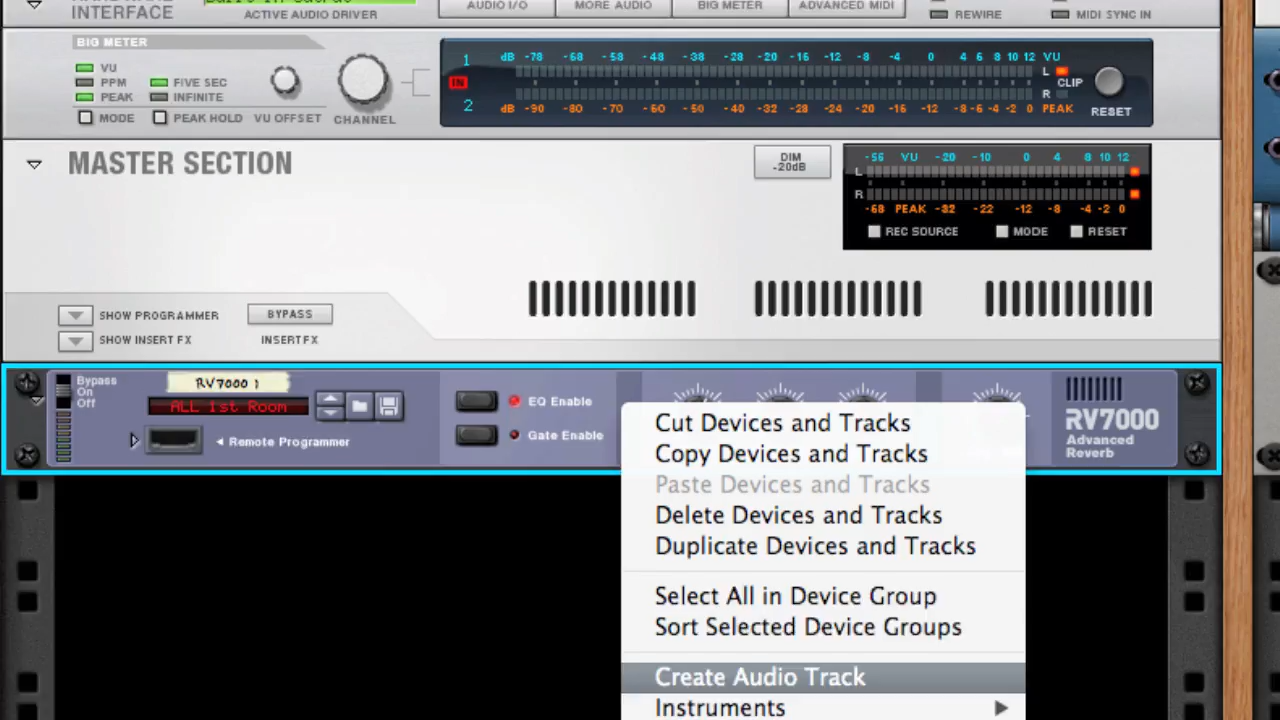 INTERFACE
ACTIVE AUDIO DRIVER
AUDIO I/O
MORE AUDIO
BIG METER
ADVANCED MIDI
REWIRE
MIDI SYNC IN
BIG METER
VU
PPM
PEAK
FIVE SEC
INFINITE
MODE
PEAK HOLD
VU OFFSET
CHANNEL
1
IN
2
dB -78 -68 -58 -48 -38 -28 -20 -12 -8 -4 0 4 6 8 10 12 VU
L
CLIP
R
dB -90 -80 -70 -60 -50 -40 -32 -28 -24 -20 -16 -12 -8 -6 -4 -2 0 PEAK
RESET
MASTER SECTION
DIM
-20dB
-56 VU -20 -10 0 4 8 10 12
L
R
-68 PEAK -32 -22 -12 -8 -4 -2 0
REC SOURCE
MODE
RESET
SHOW PROGRAMMER
BYPASS
SHOW INSERT FX
INSERT FX
Bypass
On
Off
RV7000 1
ALL 1st Room
Remote Programmer
EQ Enable
Gate Enable
RV7000
Advanced
Reverb
Cut Devices and Tracks
Copy Devices and Tracks
Paste Devices and Tracks
Delete Devices and Tracks
Duplicate Devices and Tracks
Select All in Device Group
Sort Selected Device Groups
Create Audio Track
Instruments